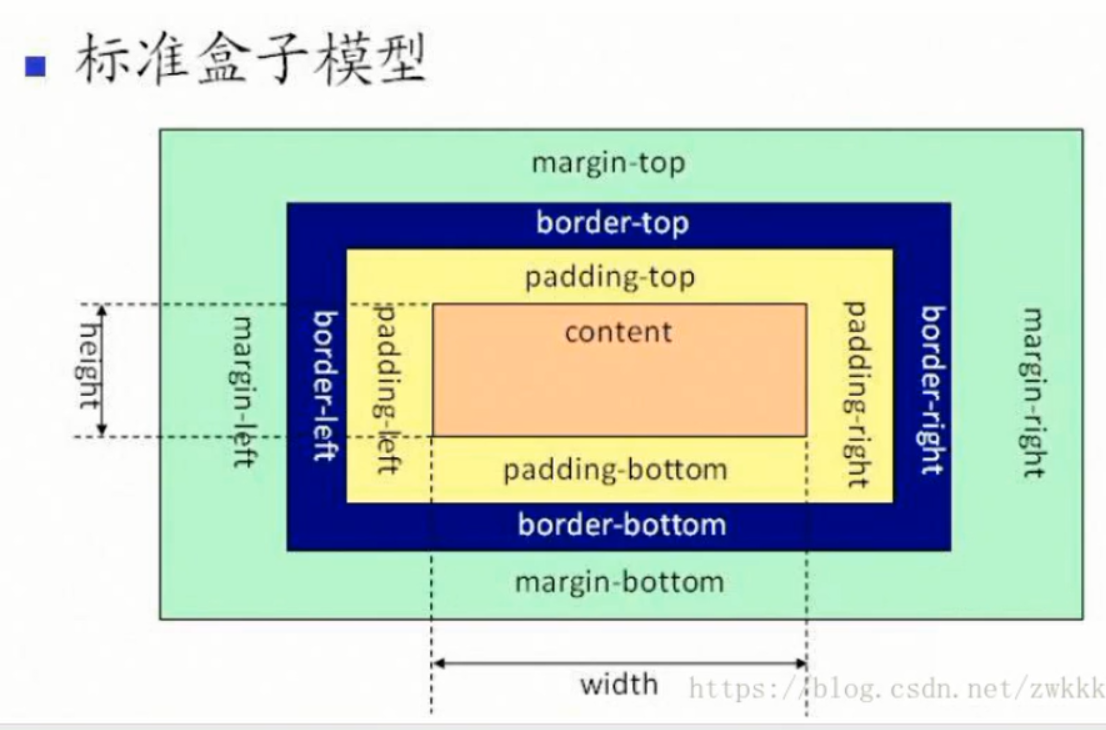 标准盒子模型
margin-top
border-top
padding-top
content
height
margin-left
border-left
padding-left
padding-right
border-right
margin-right
padding-bottom
border-bottom
margin-bottom
width
https://blog.csdn.net/zwkkk